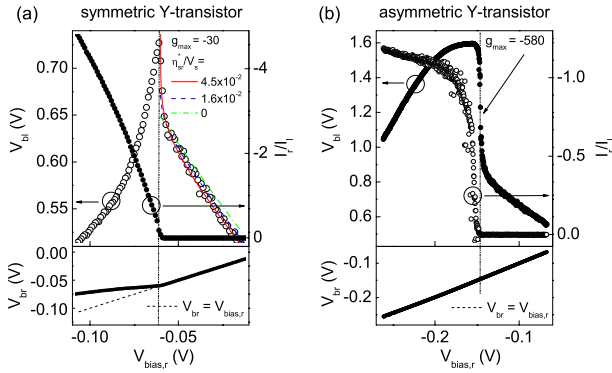 (a) symmetric Y-transistor
g_max = -30
η*_sr/V_s =
4.5x10^-2
1.6x10^-2
0
0.70
0.65
0.60
0.55
V_bl (V)
-4
-2
0
I_r/I_l
0.00
-0.05
-0.10
V_br (V)
V_br = V_bias,r
-0.10
-0.05
V_bias,r (V)
(b) asymmetric Y-transistor
g_max = -580
1.6
1.4
1.2
1.0
0.8
0.6
V_bl (V)
-1.0
-0.5
0.0
I_r/I_l
-0.1
-0.2
V_br (V)
V_br = V_bias,r
-0.2
-0.1
V_bias,r (V)